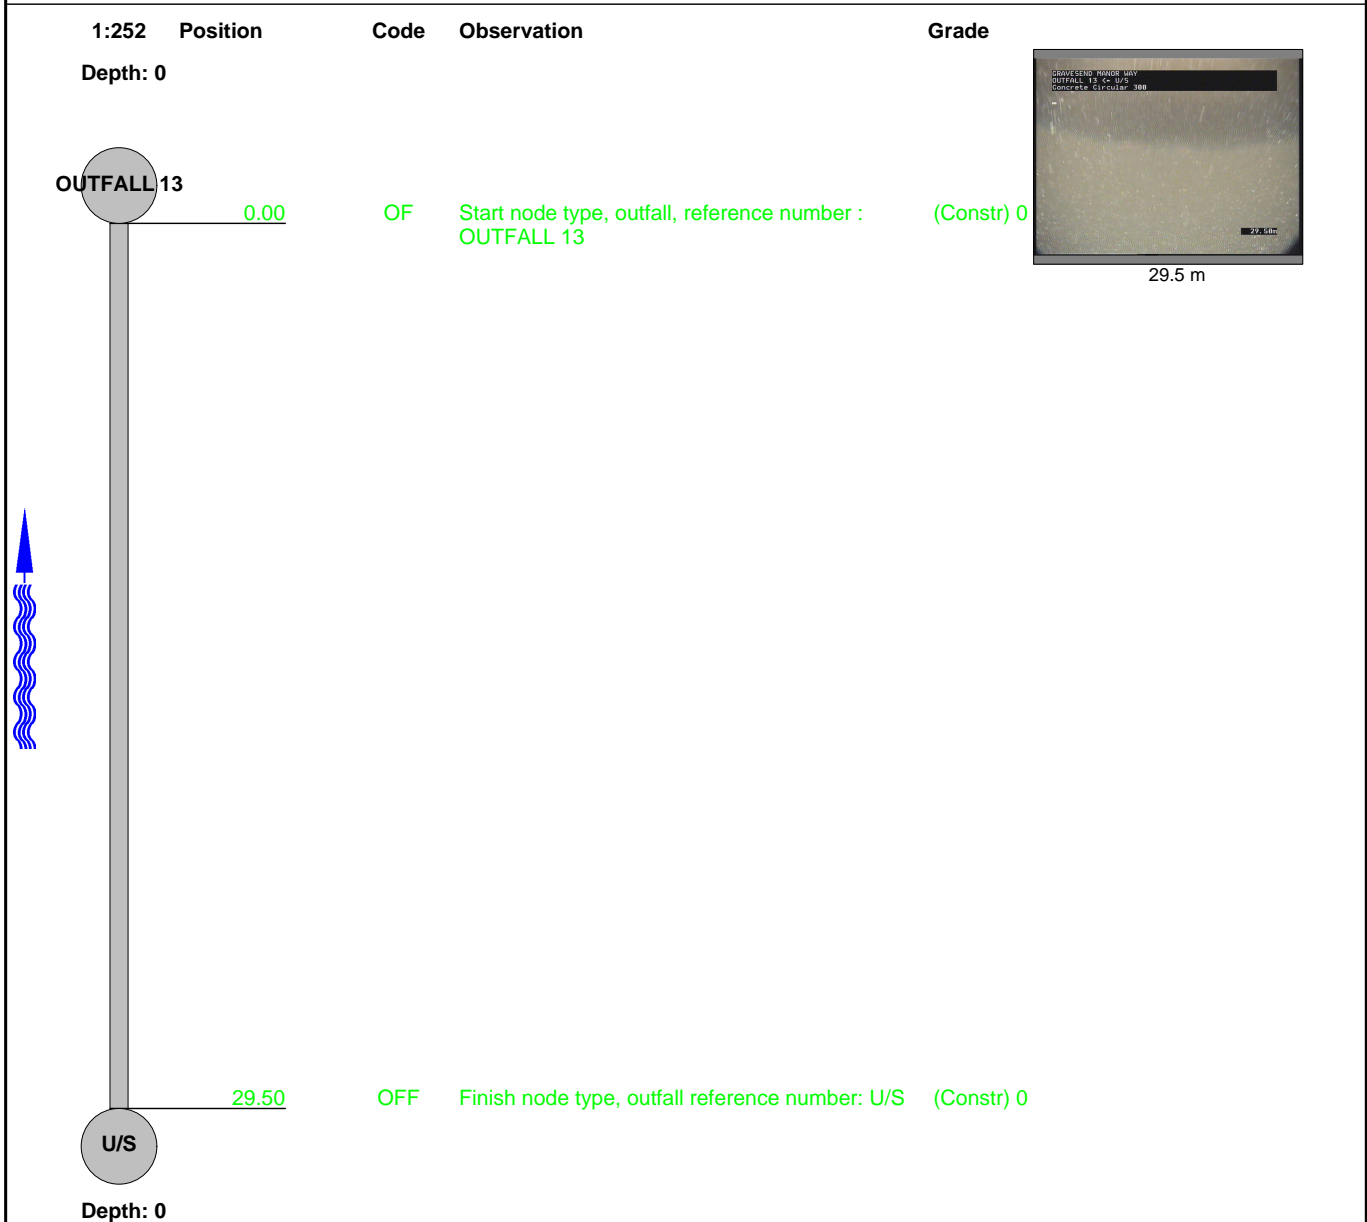 1:252 Position Code Observation Grade
Depth: 0
GRAVESEND MANOR WAY
OUTFALL 13 <- U/S
Concrete Circular 300
29.50m
29.5 m
OUTFALL 13
0.00 OF Start node type, outfall, reference number : (Constr) 0
OUTFALL 13
29.50 OFF Finish node type, outfall reference number: U/S (Constr) 0
U/S
Depth: 0